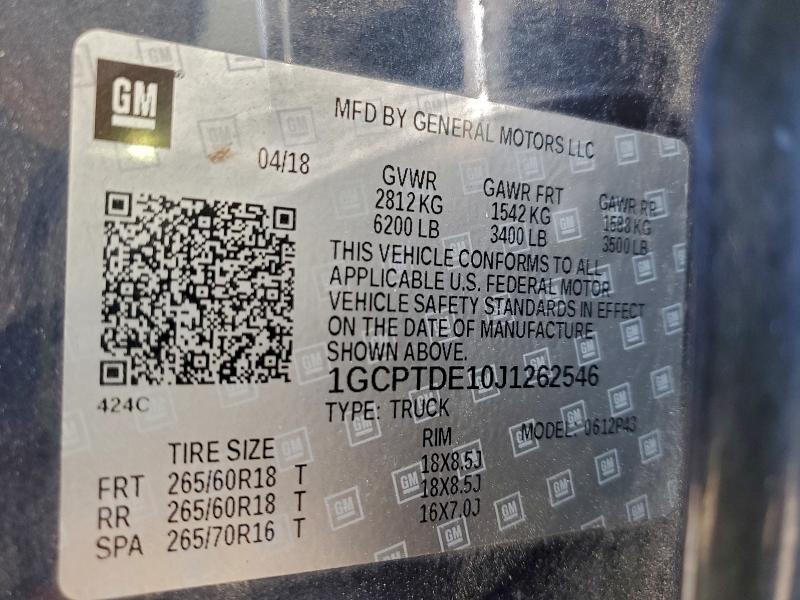 GM
MFD BY GENERAL MOTORS LLC
04/18
GVWR GAWR FRT GAWR RR
2812 KG 1542 KG 1588 KG
6200 LB 3400 LB 3500 LB
THIS VEHICLE CONFORMS TO ALL
APPLICABLE U.S. FEDERAL MOTOR
VEHICLE SAFETY STANDARDS IN EFFECT
ON THE DATE OF MANUFACTURE
SHOWN ABOVE.
1GCPTDE10J1262546
424C
TYPE: TRUCK MODEL: 0612P43
TIRE SIZE RIM
FRT 265/60R18 T 18X8.5J
RR 265/60R18 T 18X8.5J
SPA 265/70R16 T 16X7.0J